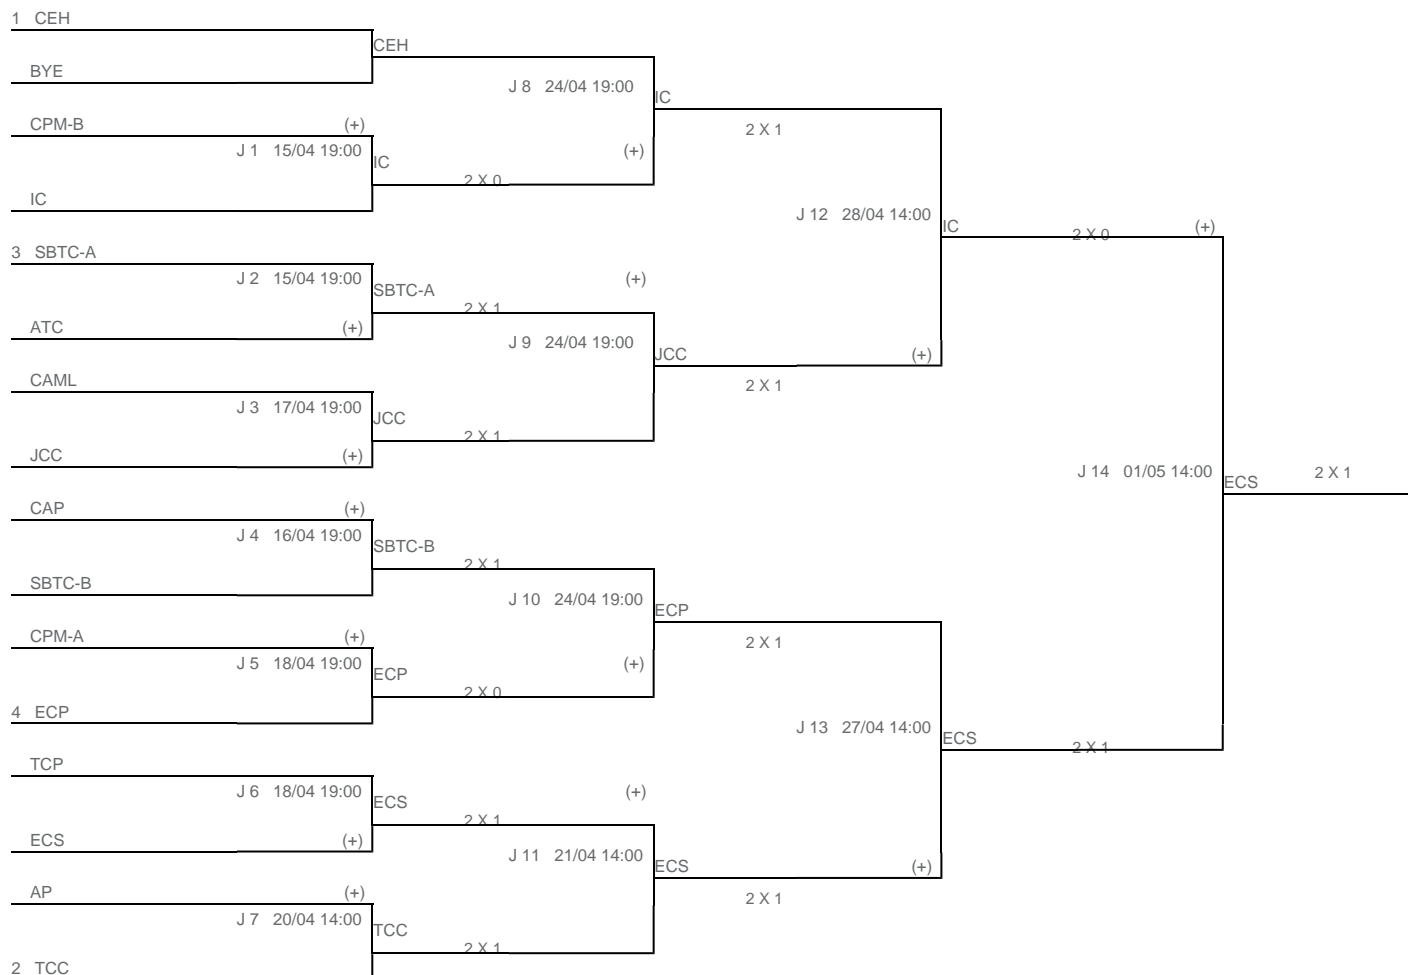 1 CEH
CEH
BYE
J 8 24/04 19:00
IC
CPM-B (+)
2 X 1
J 1 15/04 19:00
(+)
IC
2 X 0
IC
J 12 28/04 14:00
IC
2 X 0
(+)
3 SBTC-A
J 2 15/04 19:00
(+)
SBTC-A
2 X 1
ATC (+)
J 9 24/04 19:00
JCC
(+)
CAML
2 X 1
J 3 17/04 19:00
JCC
2 X 1
JCC (+)
J 14 01/05 14:00
ECS
2 X 1
CAP (+)
J 4 16/04 19:00
SBTC-B
2 X 1
SBTC-B
J 10 24/04 19:00
ECP
CPM-A (+)
2 X 1
J 5 18/04 19:00
(+)
ECP
2 X 0
4 ECP
J 13 27/04 14:00
ECS
2 X 1
TCP
J 6 18/04 19:00
(+)
ECS
2 X 1
ECS (+)
J 11 21/04 14:00
ECS
(+)
AP (+)
2 X 1
J 7 20/04 14:00
TCC
2 X 1
2 TCC